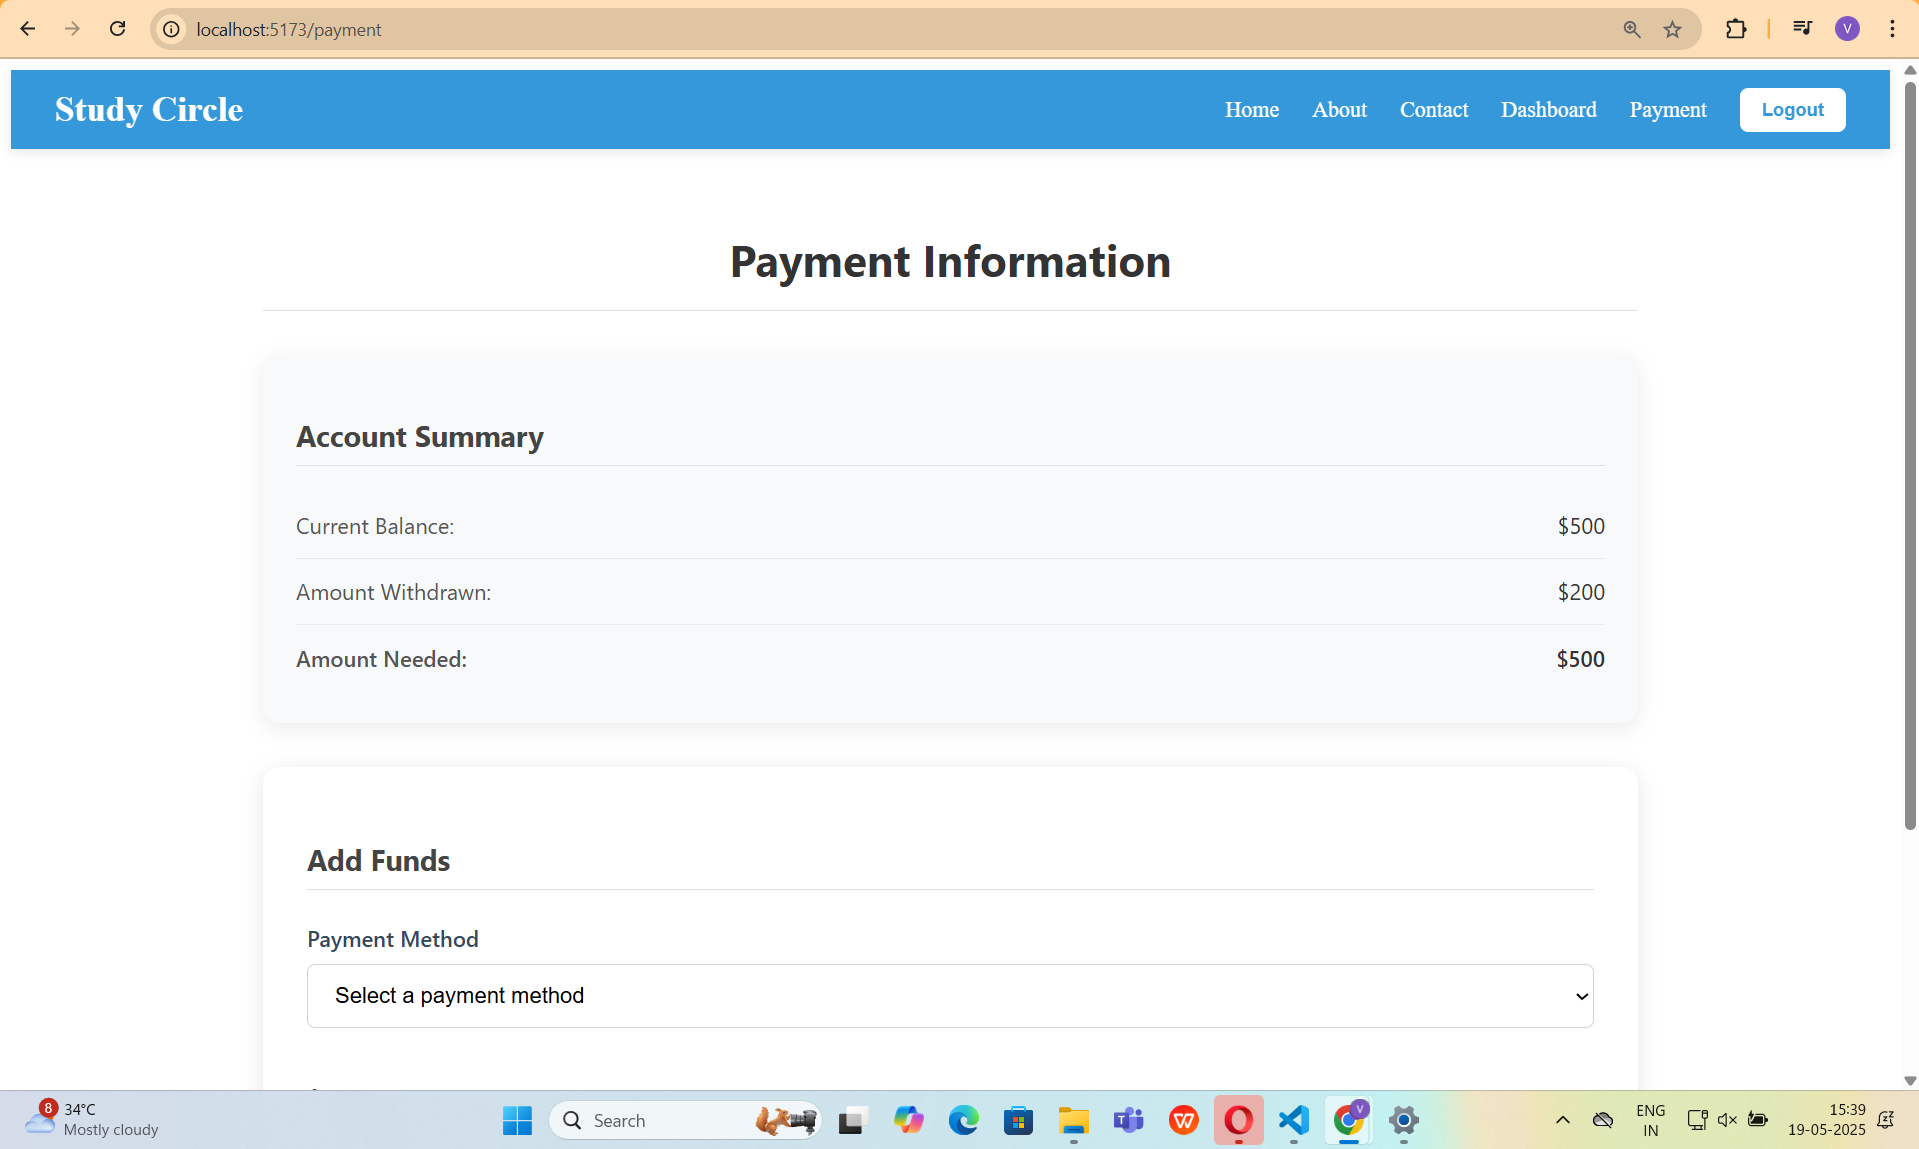 localhost:5173/payment
V
Study Circle
Home About Contact Dashboard Payment Logout
Payment Information
Account Summary
Current Balance: $500
Amount Withdrawn: $200
Amount Needed: $500
Add Funds
Payment Method
Select a payment method
8
34°C
Mostly cloudy
Search
V
ENG
IN
15:39
19-05-2025